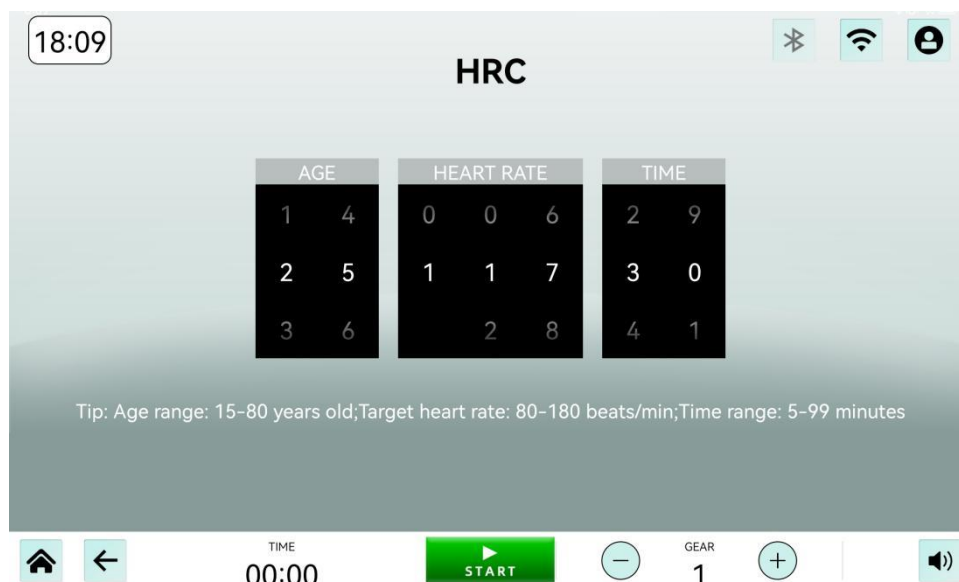 18:09
HRC
AGE HEART RATE TIME
1 4 0 0 6 2 9
2 5 1 1 7 3 0
3 6 2 8 4 1
Tip: Age range: 15-80 years old;Target heart rate: 80-180 beats/min;Time range: 5-99 minutes
TIME
00:00
START
GEAR
1